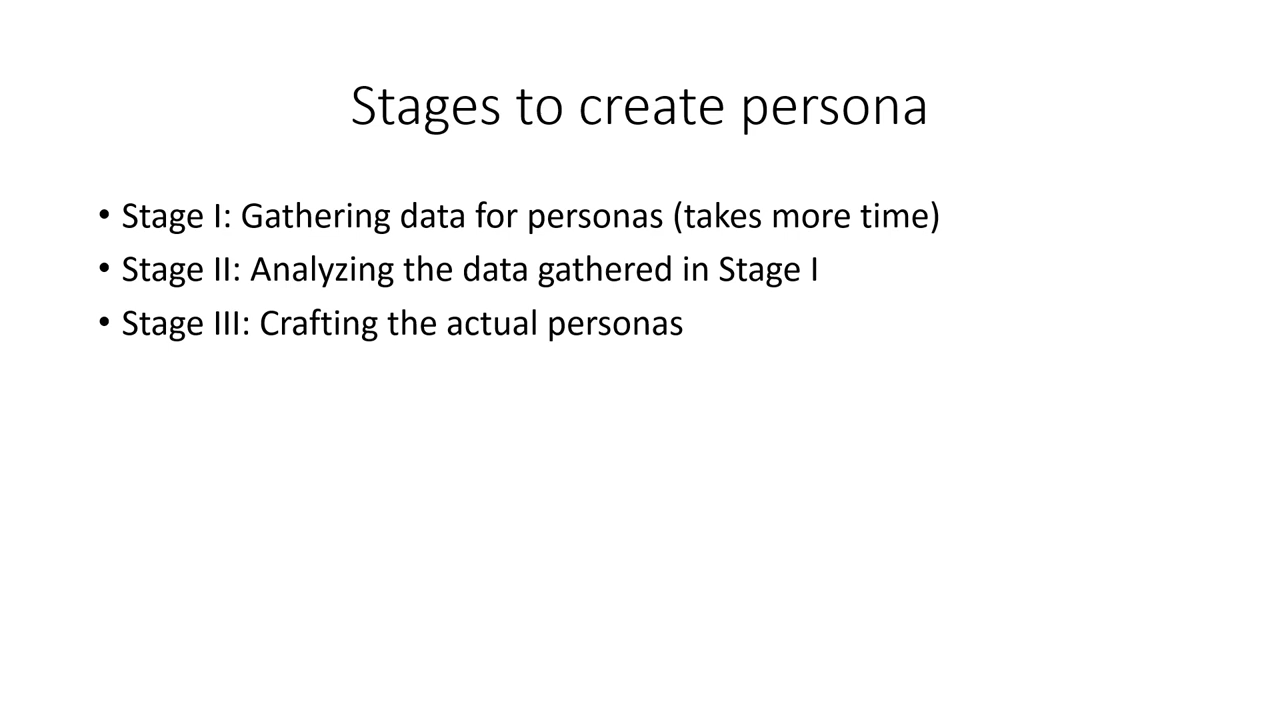 Stages to create persona
• Stage I: Gathering data for personas (takes more time)
• Stage II: Analyzing the data gathered in Stage I
• Stage III: Crafting the actual personas